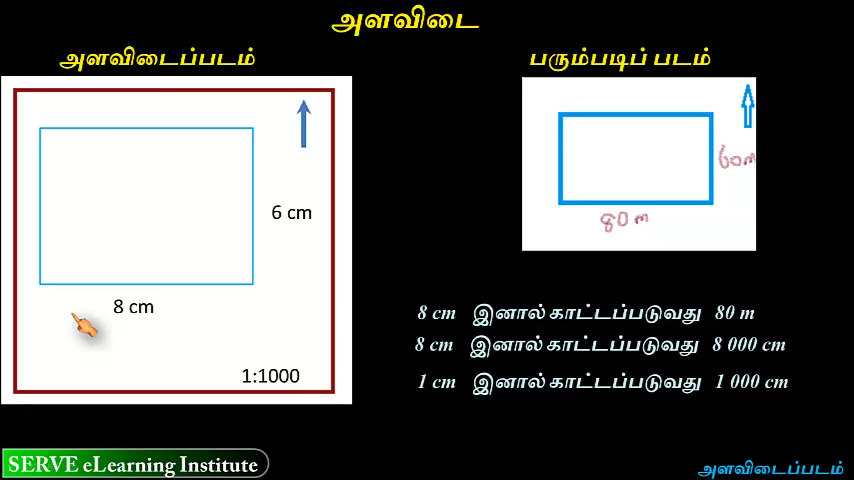 அளவிடை
அளவிடைப்படம்
பரும்படிப் படம்
6 cm
8 cm
1:1000
60m
80 m
8 cm இனால் காட்டப்படுவது 80 m
8 cm இனால் காட்டப்படுவது 8 000 cm
1 cm இனால் காட்டப்படுவது 1 000 cm
SERVE eLearning Institute
அளவிடைப்படம்